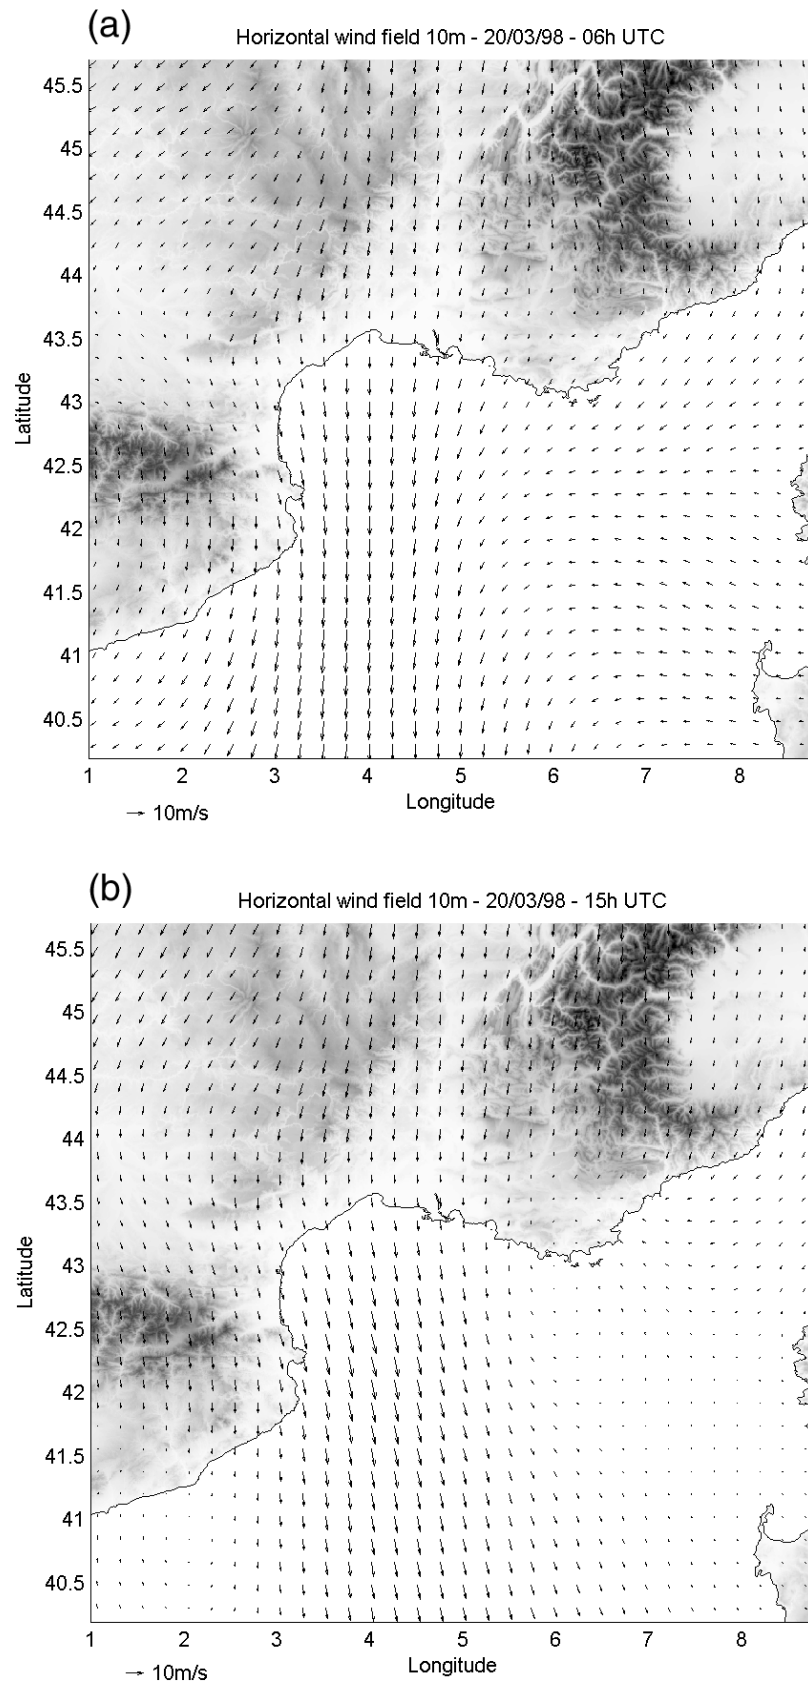 (a)
Horizontal wind field 10m - 20/03/98 - 06h UTC
45.5
45
44.5
44
43.5
43
42.5
42
41.5
41
40.5
Latitude
1 2 3 4 5 6 7 8
Longitude
10m/s
(b)
Horizontal wind field 10m - 20/03/98 - 15h UTC
45.5
45
44.5
44
43.5
43
42.5
42
41.5
41
40.5
Latitude
1 2 3 4 5 6 7 8
Longitude
10m/s